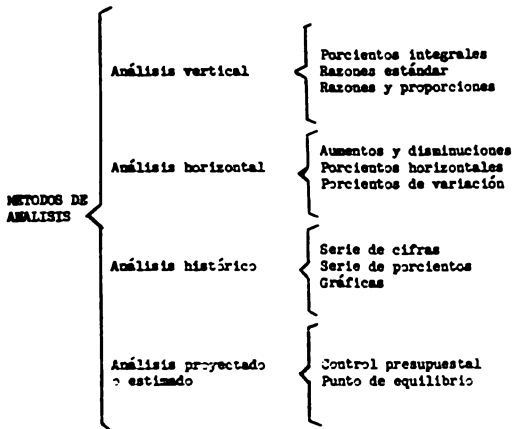 Análisis vertical
Porcientos integrales
Razones estándar
Razones y proporciones
Análisis horizontal
Aumentos y disminuciones
Porcientos horizontales
Porcientos de variación
METODOS DE
ANALISIS
Análisis histórico
Serie de cifras
Serie de porcientos
Gráficas
Análisis proyectado
o estimado
Control presupuestal
Punto de equilibrio